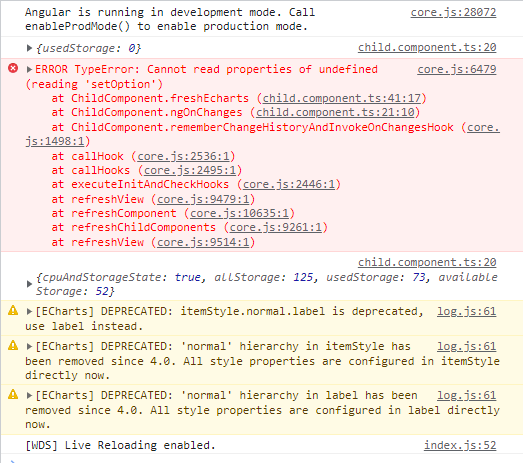 Angular is running in development mode. Call core.js:28072
enableProdMode() to enable production mode.
child.component.ts:20
▶{usedStorage: 0}
▶ERROR TypeError: Cannot read properties of undefined core.js:6479
(reading 'setOption')
at ChildComponent.freshEcharts (child.component.ts:41:17)
at ChildComponent.ngOnChanges (child.component.ts:21:10)
at ChildComponent.rememberChangeHistoryAndInvokeOnChangesHook (core.
js:1498:1)
at callHook (core.js:2536:1)
at callHooks (core.js:2495:1)
at executeInitAndCheckHooks (core.js:2446:1)
at refreshView (core.js:9479:1)
at refreshComponent (core.js:10635:1)
at refreshChildComponents (core.js:9261:1)
at refreshView (core.js:9514:1)
child.component.ts:20
▶{cpuAndStorageState: true, allStorage: 125, usedStorage: 73, available
Storage: 52}
▶[ECharts] DEPRECATED: itemStyle.normal.label is deprecated, log.js:61
use label instead.
▶[ECharts] DEPRECATED: 'normal' hierarchy in itemStyle has log.js:61
been removed since 4.0. All style properties are configured in itemStyle
directly now.
▶[ECharts] DEPRECATED: 'normal' hierarchy in label has been log.js:61
removed since 4.0. All style properties are configured in label directly
now.
[WDS] Live Reloading enabled. index.js:52